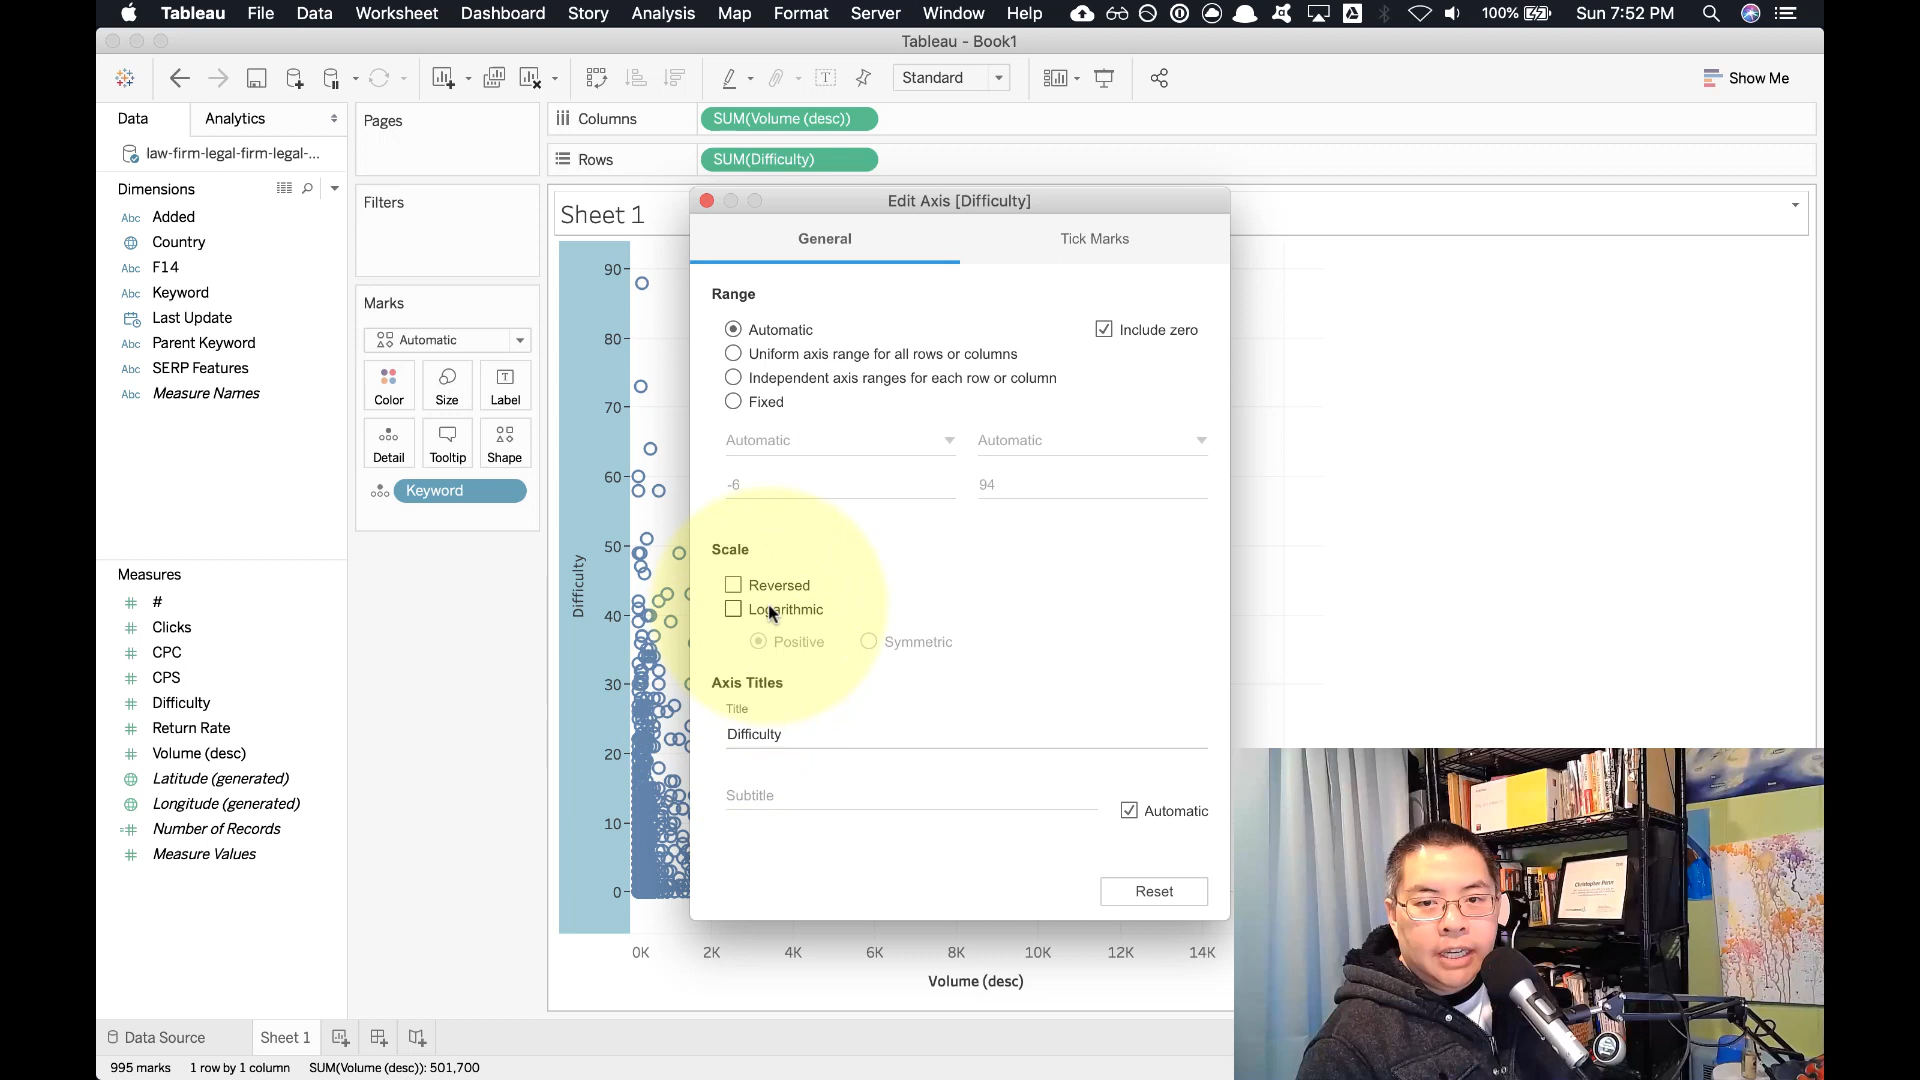 Tableau File Data Worksheet Dashboard Story Analysis Map Format Server Window Help 100% Sun 7:52 PM
Tableau - Book1
Standard
Show Me
Data Analytics
law-firm-legal-firm-legal-...
Dimensions
Abc Added
Country
Abc F14
Abc Keyword
Last Update
Abc Parent Keyword
Abc SERP Features
Abc Measure Names
Measures
#
Clicks
CPC
CPS
Difficulty
Return Rate
Volume (desc)
Latitude (generated)
Longitude (generated)
Number of Records
Measure Values
Pages
Filters
Marks
Automatic
Color Size Label
Detail Tooltip Shape
Keyword
Columns SUM(Volume (desc))
Rows SUM(Difficulty)
Sheet 1
90
80
70
60
50
40
30
20
10
0
Difficulty
0K 2K 4K 6K 8K 10K 12K 14K
Volume (desc)
Edit Axis [Difficulty]
General Tick Marks
Range
Automatic Include zero
Uniform axis range for all rows or columns
Independent axis ranges for each row or column
Fixed
Automatic Automatic
-6 94
Scale
Reversed
Logarithmic
Positive Symmetric
Axis Titles
Title
Difficulty
Subtitle
Automatic
Reset
Christopher Penn
Data Source Sheet 1
995 marks 1 row by 1 column SUM(Volume (desc)): 501,700